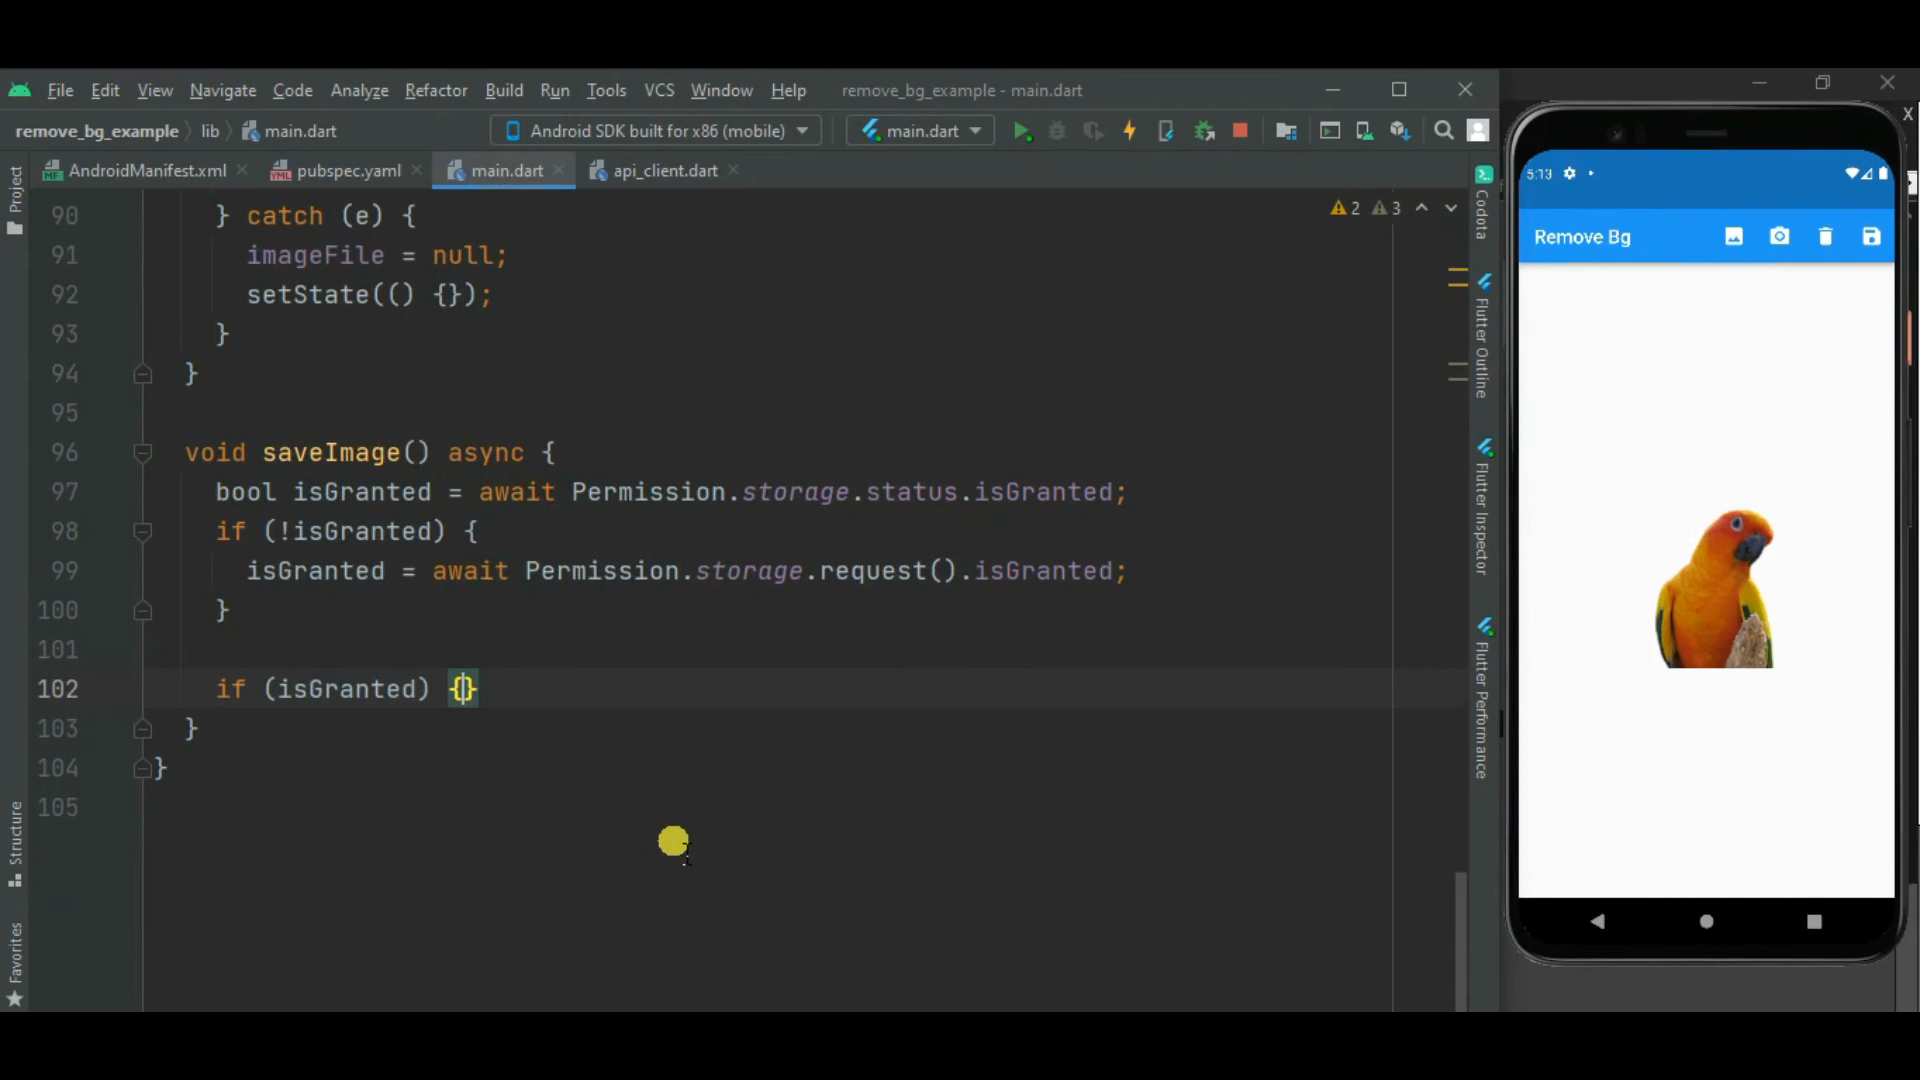 File Edit View Navigate Code Analyze Refactor Build Run Tools VCS Window Help remove_bg_example - main.dart
remove_bg_example lib main.dart Android SDK built for x86 (mobile) main.dart
AndroidManifest.xml pubspec.yaml main.dart api_client.dart
2 3
90 } catch (e) {
91 imageFile = null;
92 setState(() {});
93 }
94 }
95
96 void saveImage() async {
97 bool isGranted = await Permission.storage.status.isGranted;
98 if (!isGranted) {
99 isGranted = await Permission.storage.request().isGranted;
100 }
101
102 if (isGranted) {}
103 }
104 }
105
Project
Structure
Favorites
Codota
Flutter Outline
Flutter Inspector
Flutter Performance
5:13
Remove Bg